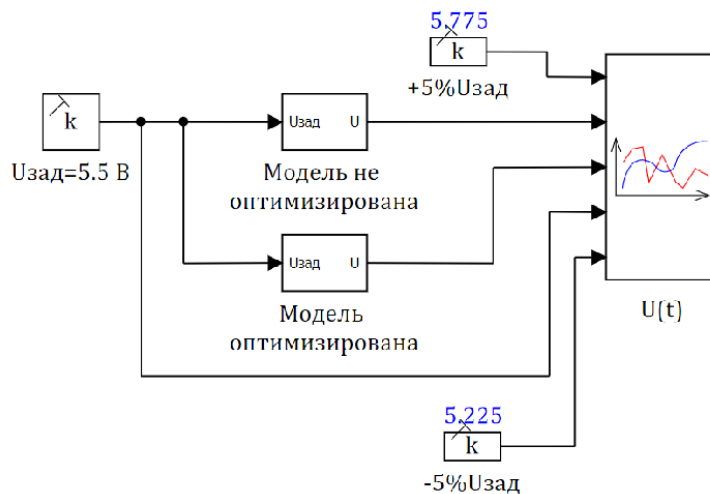 5.775
k
+5%Uзад
k
Uзад=5.5 В
Uзад U
Модель не
оптимизирована
Uзад U
Модель
оптимизирована
U(t)
5.225
k
-5%Uзад